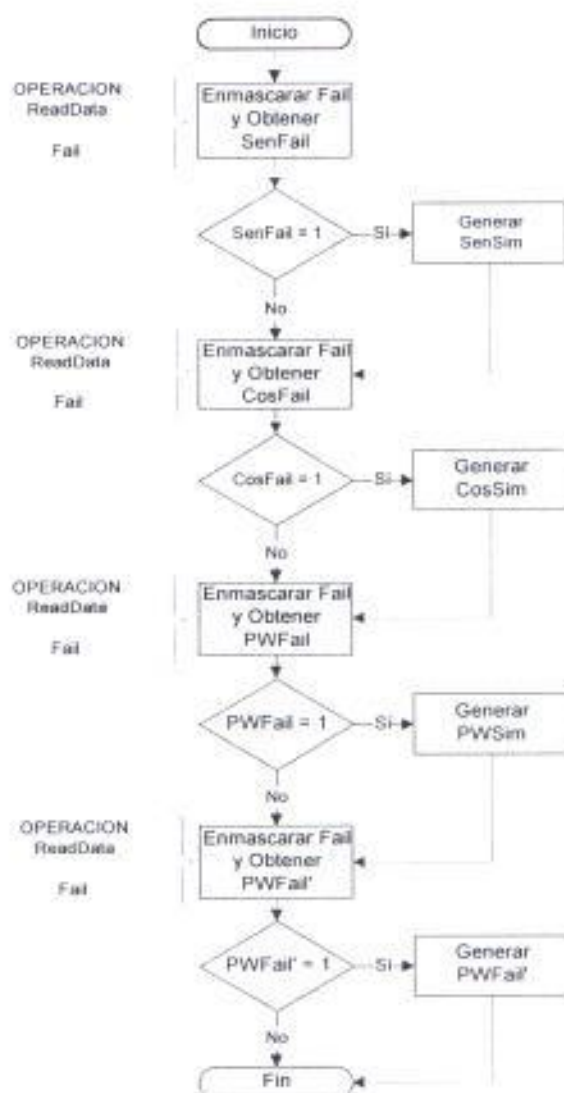 Inicio
OPERACION
ReadData
Fail
Enmascarar Fail
y Obtener
SenFail
SenFail = 1
Si
Generar
SenSim
No
OPERACION
ReadData
Fail
Enmascarar Fail
y Obtener
CosFail
CosFail = 1
Si
Generar
CosSim
No
OPERACION
ReadData
Fail
Enmascarar Fail
y Obtener
PWFail
PWFail = 1
Si
Generar
PWSim
No
OPERACION
ReadData
Fail
Enmascarar Fail
y Obtener
PWFail'
PWFail' = 1
Si
Generar
PWFail'
No
Fin